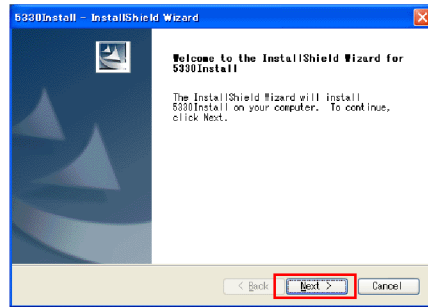 5330Install - InstallShield Wizard
Welcome to the InstallShield Wizard for
5330Install
The InstallShield Wizard will install
5330Install on your computer. To continue,
click Next.
< Back
Next >
Cancel